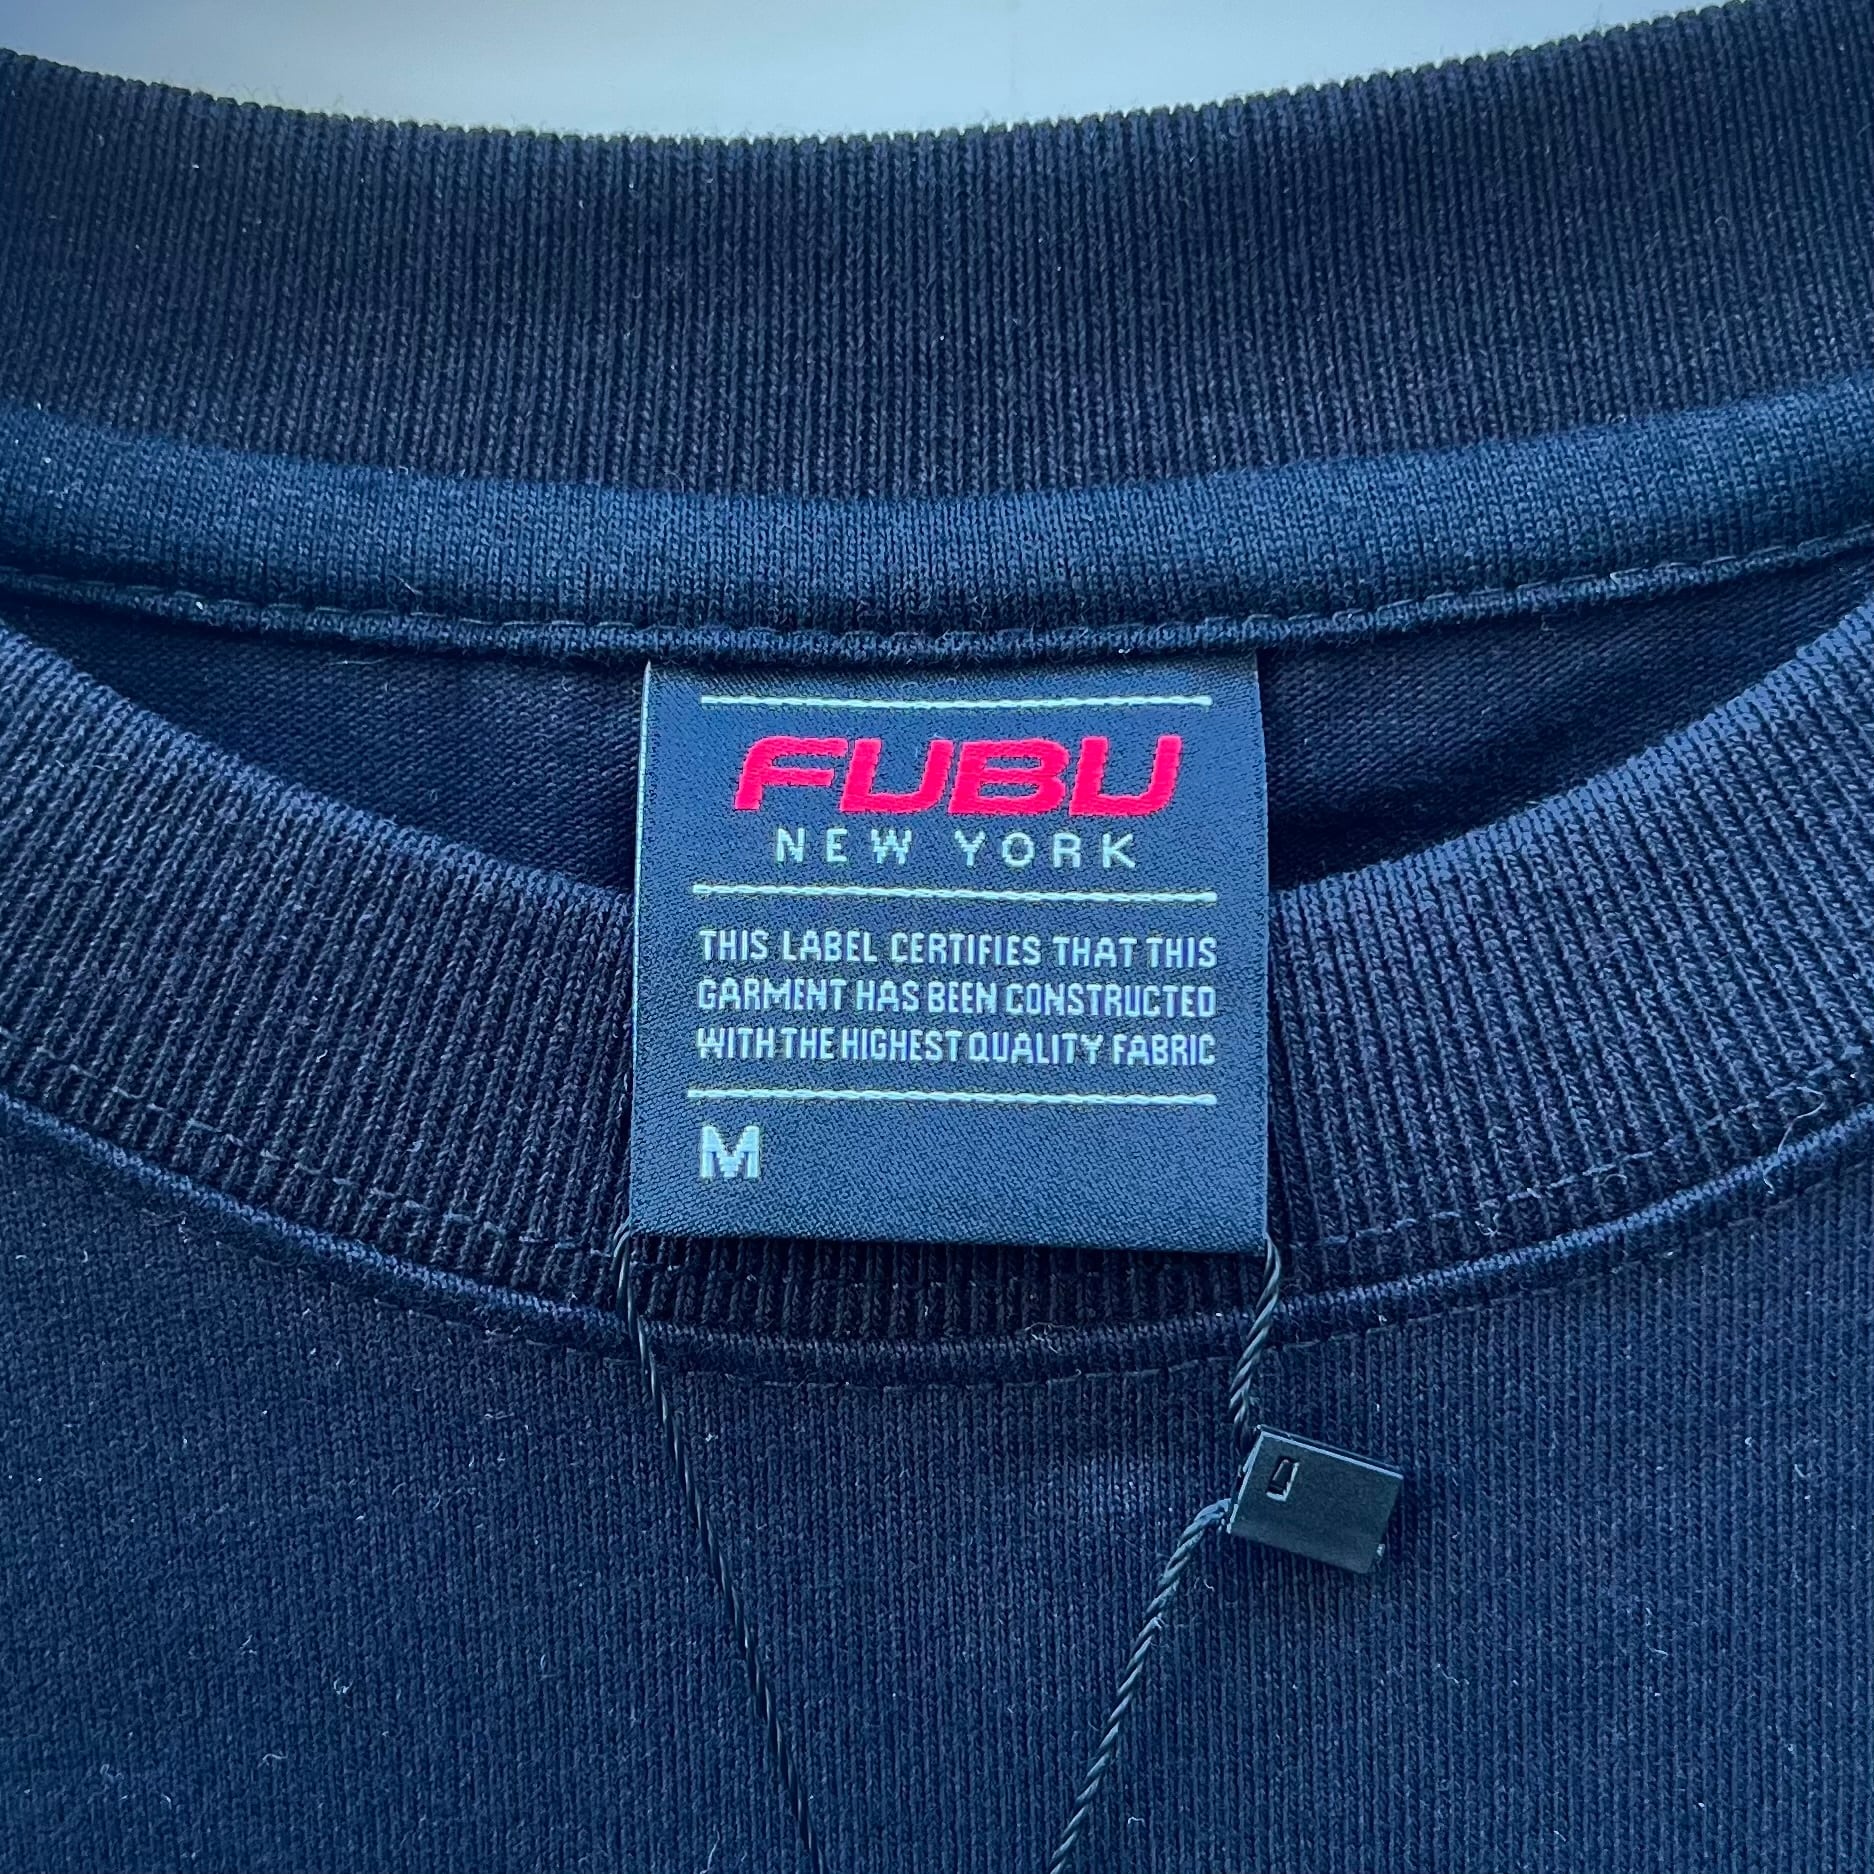 FUBU
NEW YORK
THIS LABEL CERTIFIES THAT THIS
GARMENT HAS BEEN CONSTRUCTED
WITH THE HIGHEST QUALITY FABRIC
M